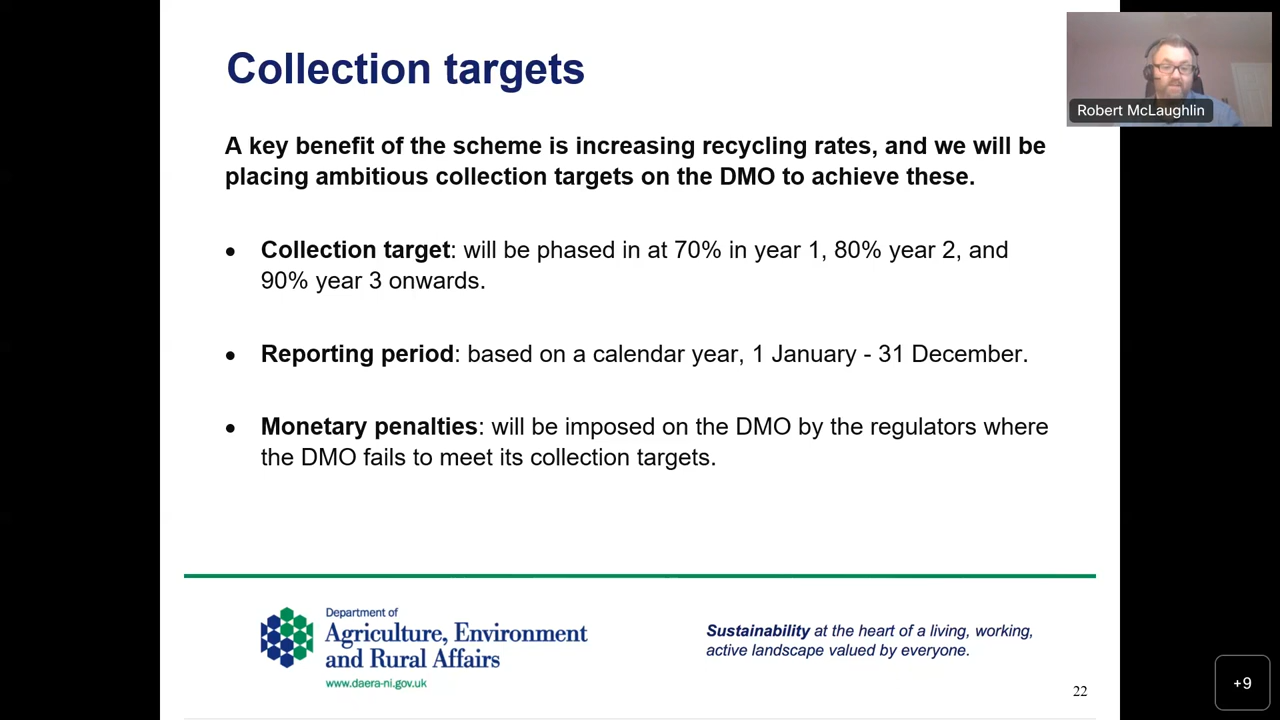 Collection targets
Robert McLaughlin
A key benefit of the scheme is increasing recycling rates, and we will be
placing ambitious collection targets on the DMO to achieve these.
• Collection target: will be phased in at 70% in year 1, 80% year 2, and
90% year 3 onwards.
• Reporting period: based on a calendar year, 1 January - 31 December.
• Monetary penalties: will be imposed on the DMO by the regulators where
the DMO fails to meet its collection targets.
Department of
Agriculture, Environment
and Rural Affairs
www.daera-ni.gov.uk
Sustainability at the heart of a living, working,
active landscape valued by everyone.
22
+9